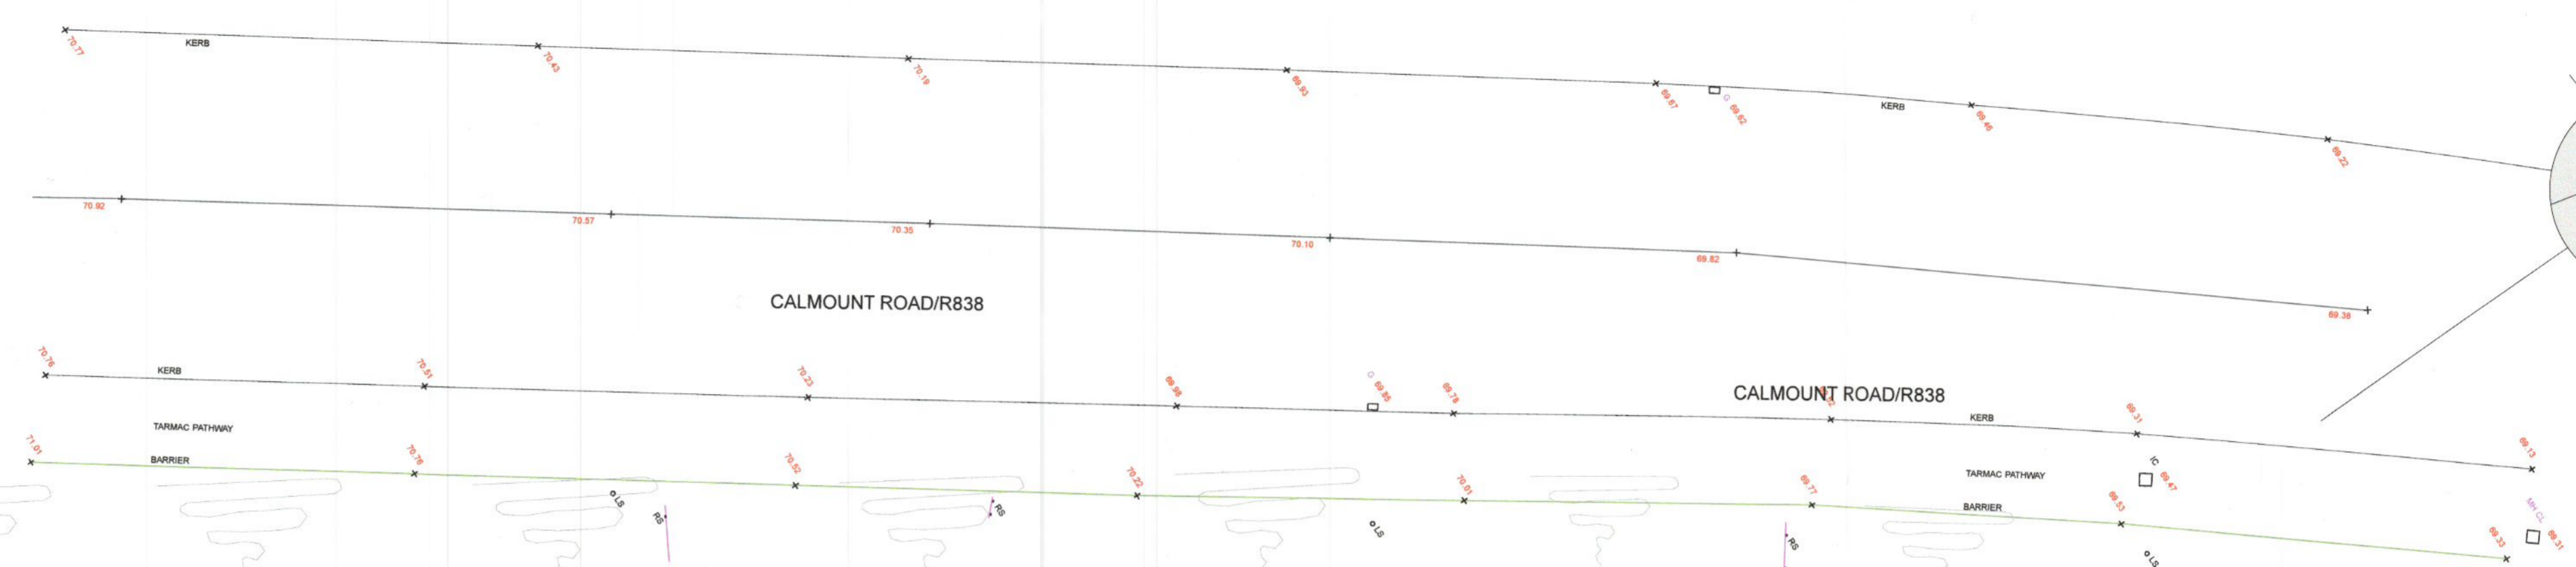 70.77
KERB
70.43
70.19
69.93
69.67
G
69.62
KERB
69.46
69.22
70.92
70.57
70.35
70.10
69.82
69.38
CALMOUNT ROAD/R838
70.76
KERB
70.51
70.23
69.98
G
69.85
69.78
CALMOUNT ROAD/R838
KERB
69.31
69.13
TARMAC PATHWAY
71.01
BARRIER
70.76
70.52
70.22
70.01
69.77
TARMAC PATHWAY
BARRIER
IC
69.47
69.53
69.33
MH CL
69.31
LS
RS
RS
LS
RS
LS